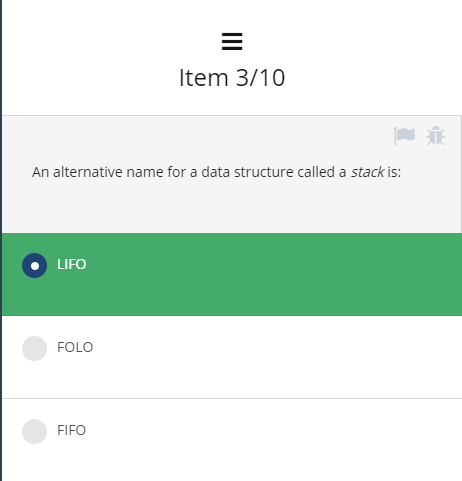 Item 3/10
An alternative name for a data structure called a stack is:
LIFO
FOLO
FIFO